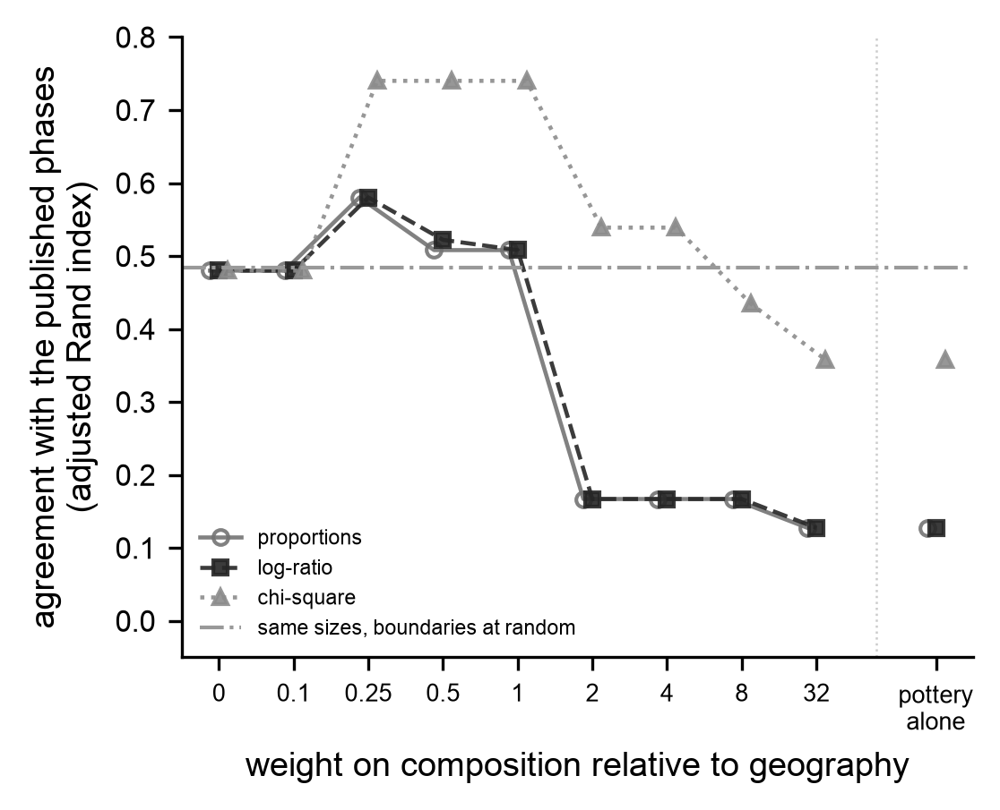 0.8
0.7
0.6
0.5
0.4
0.3
0.2
0.1
0.0
agreement with the published phases
(adjusted Rand index)
proportions
log-ratio
chi-square
same sizes, boundaries at random
0 0.1 0.25 0.5 1 2 4 8 32 pottery
alone
weight on composition relative to geography